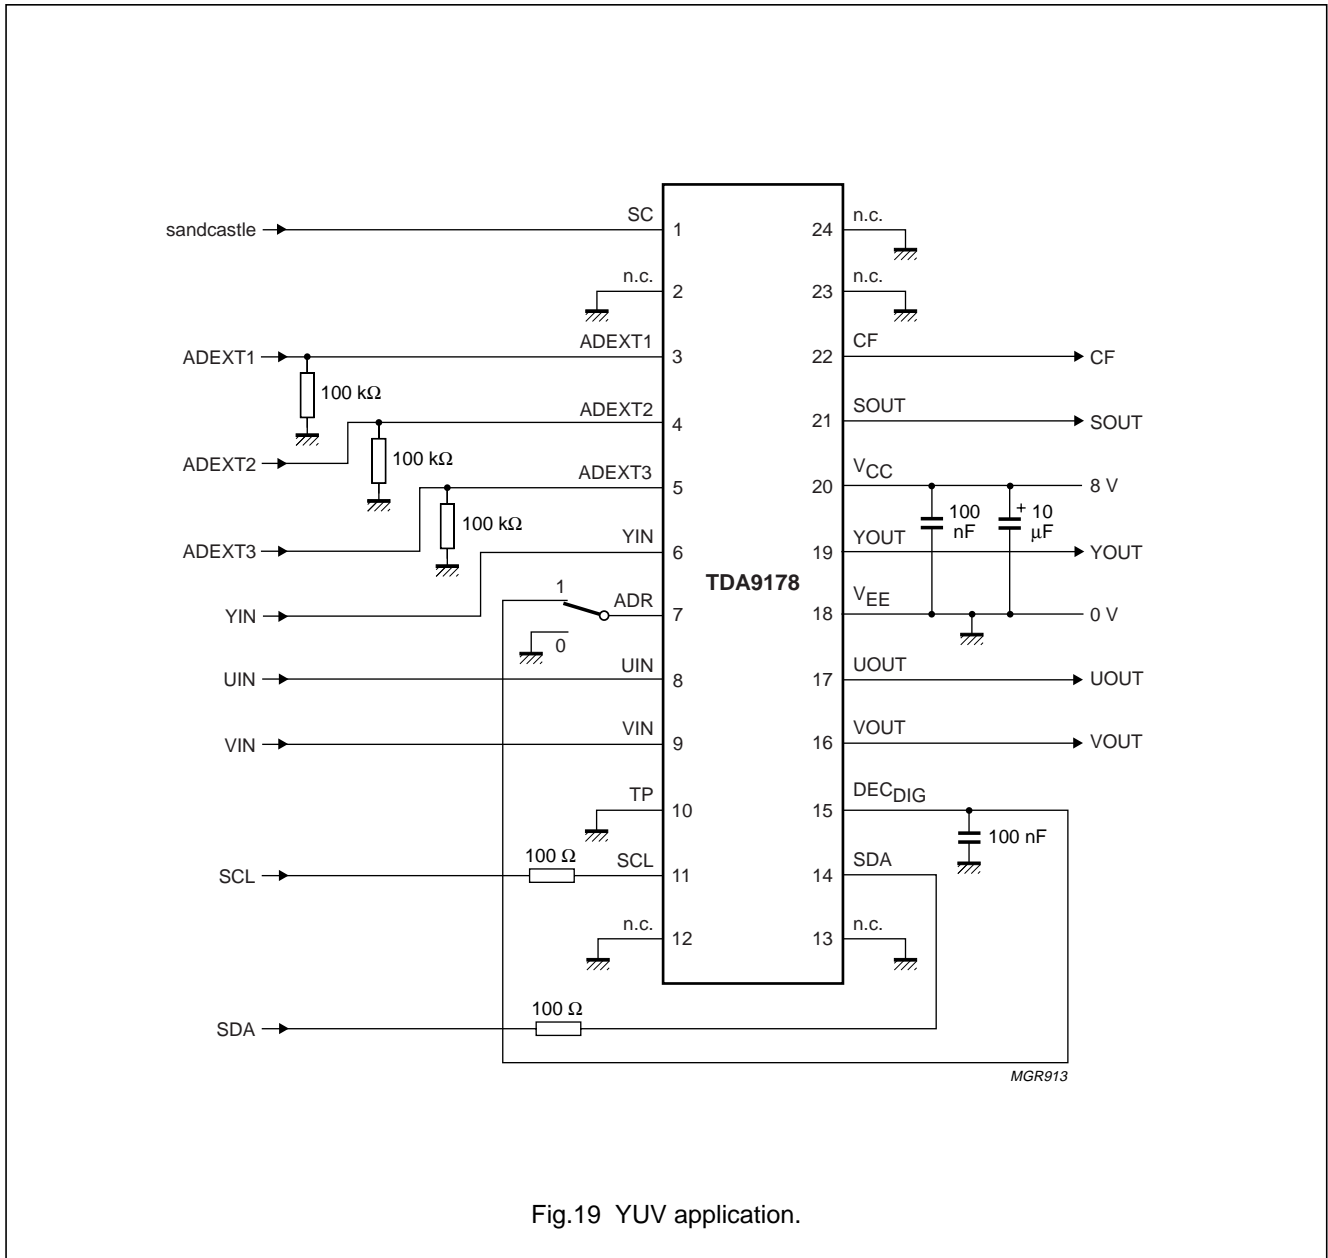 sandcastle
SC
1
24
n.c.
n.c.
2
23
n.c.
ADEXT1
ADEXT1
3
22
CF
CF
100 kΩ
ADEXT2
4
21
SOUT
SOUT
ADEXT2
100 kΩ
ADEXT3
5
20
VCC
8 V
100 nF
+ 10 μF
ADEXT3
100 kΩ
YIN
6
19
YOUT
YOUT
TDA9178
YIN
1
ADR
7
18
VEE
0 V
0
UIN
UIN
8
17
UOUT
UOUT
VIN
VIN
9
16
VOUT
VOUT
TP
10
15
DECDIG
100 nF
SCL
100 Ω
SCL
11
14
SDA
n.c.
12
13
n.c.
SDA
100 Ω
MGR913
Fig.19 YUV application.